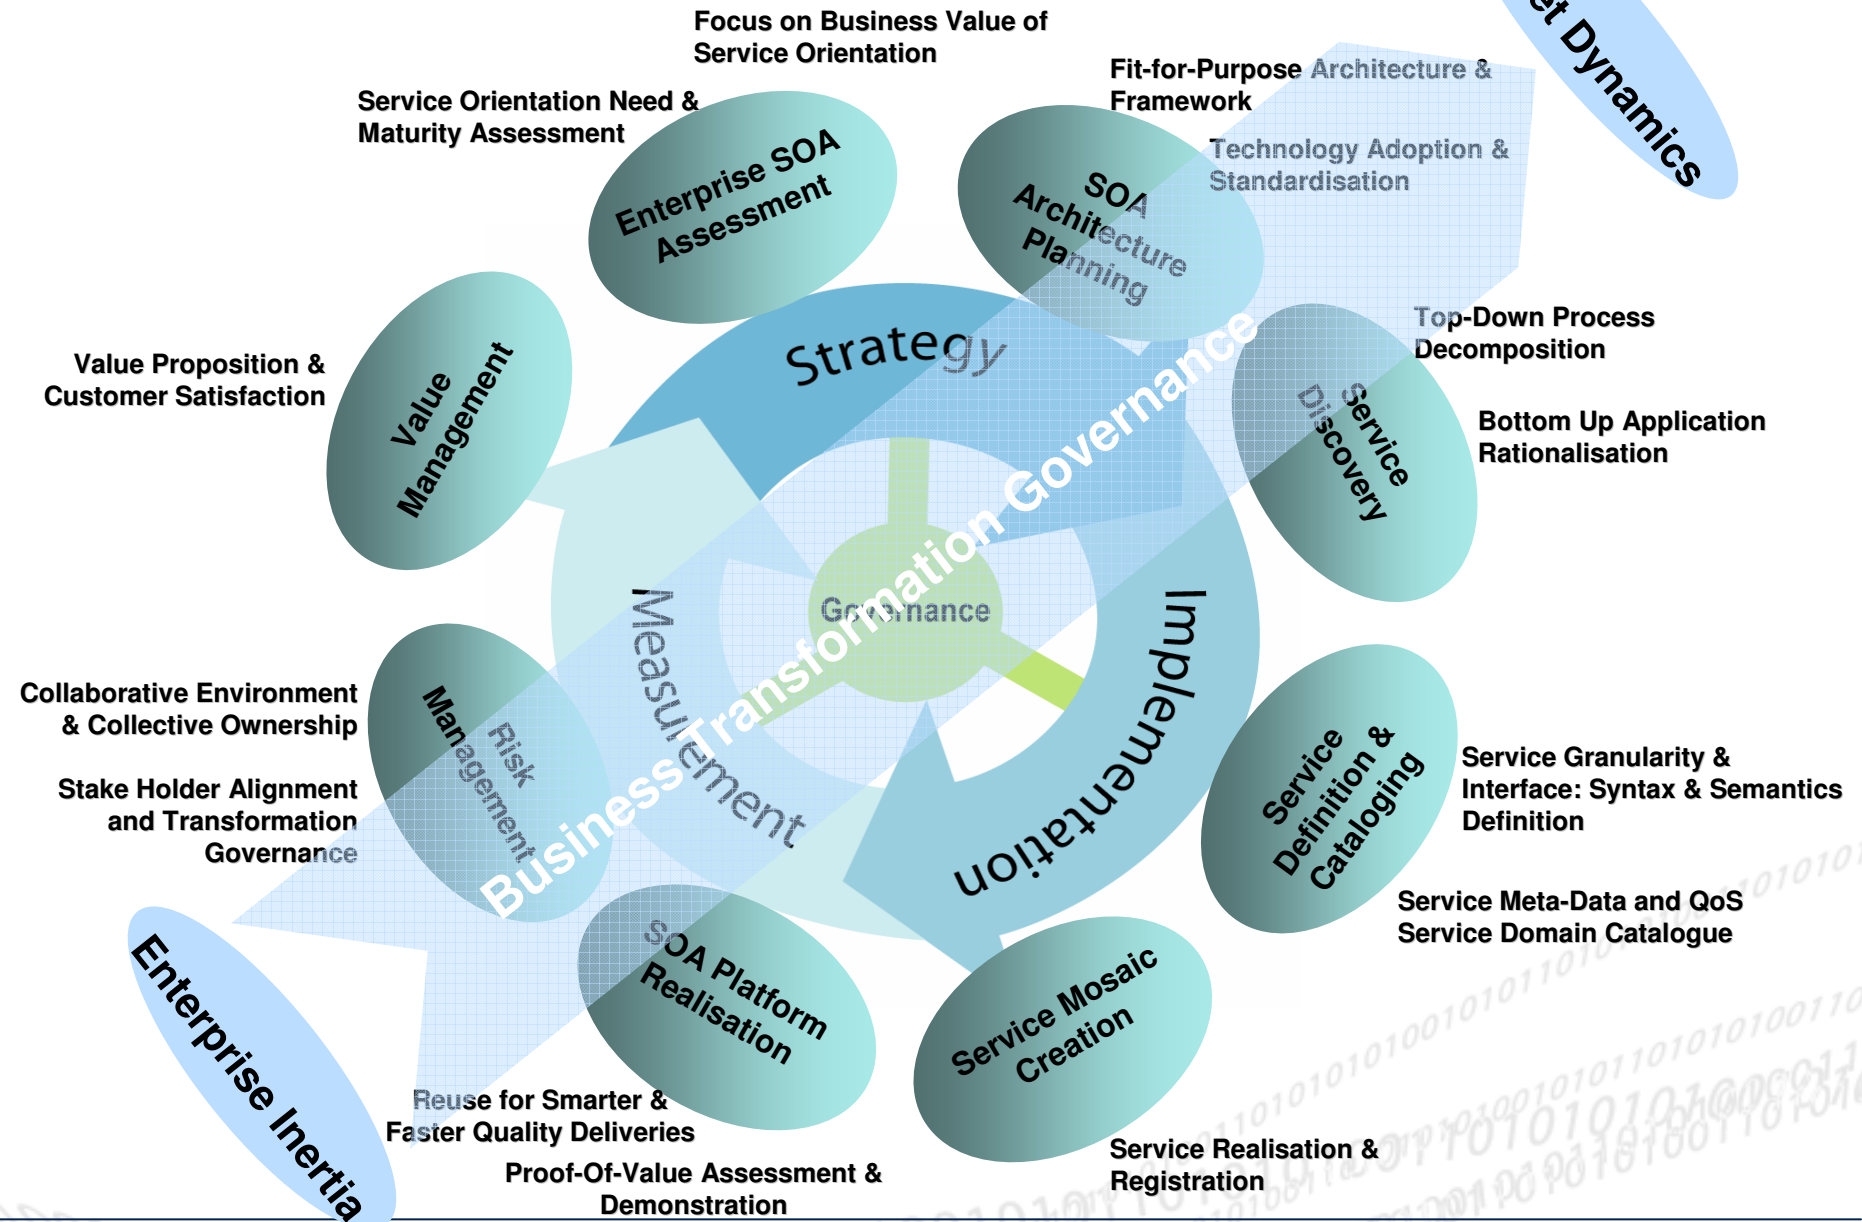 Focus on Business Value of
Service Orientation
Service Orientation Need &
Maturity Assessment
Fit-for-Purpose Architecture &
Framework
Technology Adoption &
Standardisation
et Dynamics
Enterprise SOA
Assessment
SOA
Architecture
Planning
Value Proposition &
Customer Satisfaction
Value
Management
Strategy
Top-Down Process
Decomposition
Service
Discovery
Bottom Up Application
Rationalisation
Business Transformation Governance
Governance
Measurement
Implementation
Collaborative Environment
& Collective Ownership
Stake Holder Alignment
and Transformation
Governance
Risk
Management
Service
Definition &
Cataloging
Service Granularity &
Interface: Syntax & Semantics
Definition
Service Meta-Data and QoS
Service Domain Catalogue
Enterprise Inertia
SOA Platform
Realisation
Service Mosaic
Creation
Reuse for Smarter &
Faster Quality Deliveries
Proof-Of-Value Assessment &
Demonstration
Service Realisation &
Registration